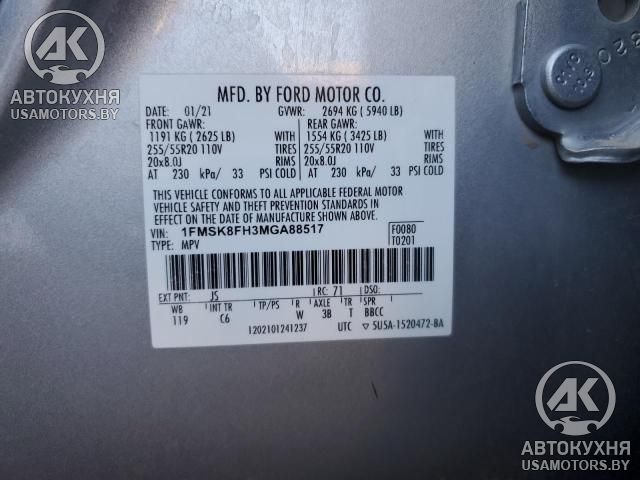 АК
АВТОКУХНЯ
USAMOTORS.BY
MFD. BY FORD MOTOR CO.
DATE: 01/21 GVWR: 2694 KG ( 5940 LB)
FRONT GAWR: REAR GAWR:
1191 KG ( 2625 LB) WITH 1554 KG ( 3425 LB) WITH
255/55R20 110V TIRES 255/55R20 110V TIRES
20x8.0J RIMS 20x8.0J RIMS
AT 230 kPa/ 33 PSI COLD AT 230 kPa/ 33 PSI COLD
THIS VEHICLE CONFORMS TO ALL APPLICABLE FEDERAL MOTOR
VEHICLE SAFETY AND THEFT PREVENTION STANDARDS IN
EFFECT ON THE DATE OF MANUFACTURE SHOWN ABOVE.
VIN: 1FMSK8FH3MGA88517 F0080
TYPE: MPV T0201
EXT PNT: JS RC: 71 DSO:
WB INT TR TP/PS R AXLE TR SPR
119 C6 W 3B T BBCC
1202101241237 UTC ▽ 5U5A-1520472-BA
АК
АВТОКУХНЯ
USAMOTORS.BY